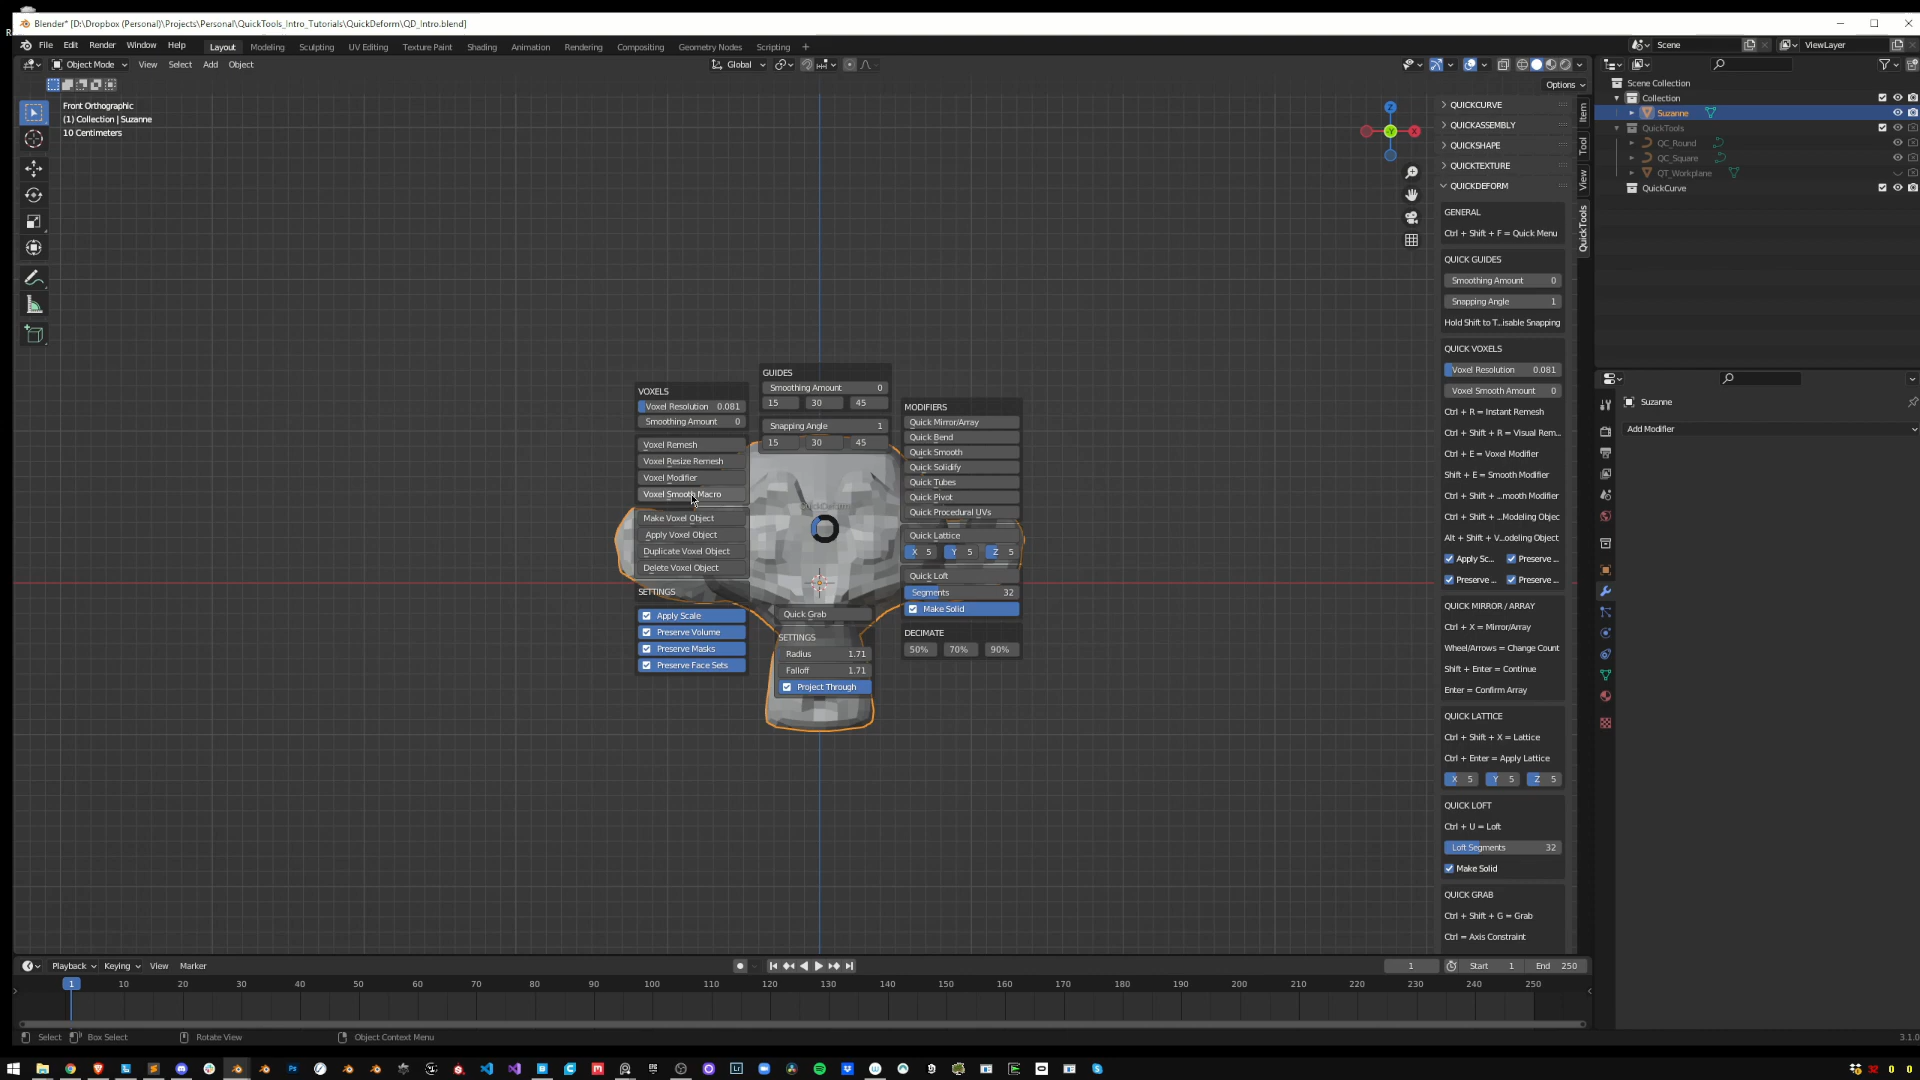 Blender* [D:\Dropbox (Personal)\Projects\Personal\QuickTools_Intro_Tutorials\QuickDeform\QD_Intro.blend]
File Edit Render Window Help
Layout Modeling Sculpting UV Editing Texture Paint Shading Animation Rendering Compositing Geometry Nodes Scripting +
Scene ViewLayer
Object Mode View Select Add Object
Global
Options
Front Orthographic
(1) Collection | Suzanne
10 Centimeters
Z
X
-Y
VOXELS
Voxel Resolution 0.081
Smoothing Amount 0
Voxel Remesh
Voxel Resize Remesh
Voxel Modifier
Voxel Smooth Macro
Make Voxel Object
Apply Voxel Object
Duplicate Voxel Object
Delete Voxel Object
SETTINGS
Apply Scale
Preserve Volume
Preserve Masks
Preserve Face Sets
GUIDES
Smoothing Amount 0
15 30 45
Snapping Angle 1
15 30 45
QuickDeform
Quick Grab
SETTINGS
Radius 1.71
Falloff 1.71
Project Through
MODIFIERS
Quick Mirror/Array
Quick Bend
Quick Smooth
Quick Solidify
Quick Tubes
Quick Pivot
Quick Procedural UVs
Quick Lattice
X 5 Y 5 Z 5
Quick Loft
Segments 32
Make Solid
DECIMATE
50% 70% 90%
QUICKCURVE
QUICKASSEMBLY
QUICKSHAPE
QUICKTEXTURE
QUICKDEFORM
GENERAL
Ctrl + Shift + F = Quick Menu
QUICK GUIDES
Smoothing Amount 0
Snapping Angle 1
Hold Shift to T...isable Snapping
QUICK VOXELS
Voxel Resolution 0.081
Voxel Smooth Amount 0
Ctrl + R = Instant Remesh
Ctrl + Shift + R = Visual Rem...
Ctrl + E = Voxel Modifier
Shift + E = Smooth Modifier
Ctrl + Shift + ...mooth Modifier
Ctrl + Shift + ...Modeling Objec
Alt + Shift + V...odeling Object
Apply Sc... Preserve ...
Preserve ... Preserve ...
QUICK MIRROR / ARRAY
Ctrl + X = Mirror/Array
Wheel/Arrows = Change Count
Shift + Enter = Continue
Enter = Confirm Array
QUICK LATTICE
Ctrl + Shift + X = Lattice
Ctrl + Enter = Apply Lattice
X 5 Y 5 Z 5
QUICK LOFT
Ctrl + U = Loft
Loft Segments 32
Make Solid
QUICK GRAB
Ctrl + Shift + G = Grab
Ctrl = Axis Constraint
Item
Tool
View
QuickTools
Scene Collection
Collection
Suzanne
QuickTools
QC_Round
QC_Square
QT_Workplane
QuickCurve
Suzanne
Add Modifier
Playback Keying View Marker
1 Start 1 End 250
1 10 20 30 40 50 60 70 80 90 100 110 120 130 140 150 160 170 180 190 200 210 220 230 240 250
Select Box Select Rotate View Object Context Menu
3.1.0
32 0 0